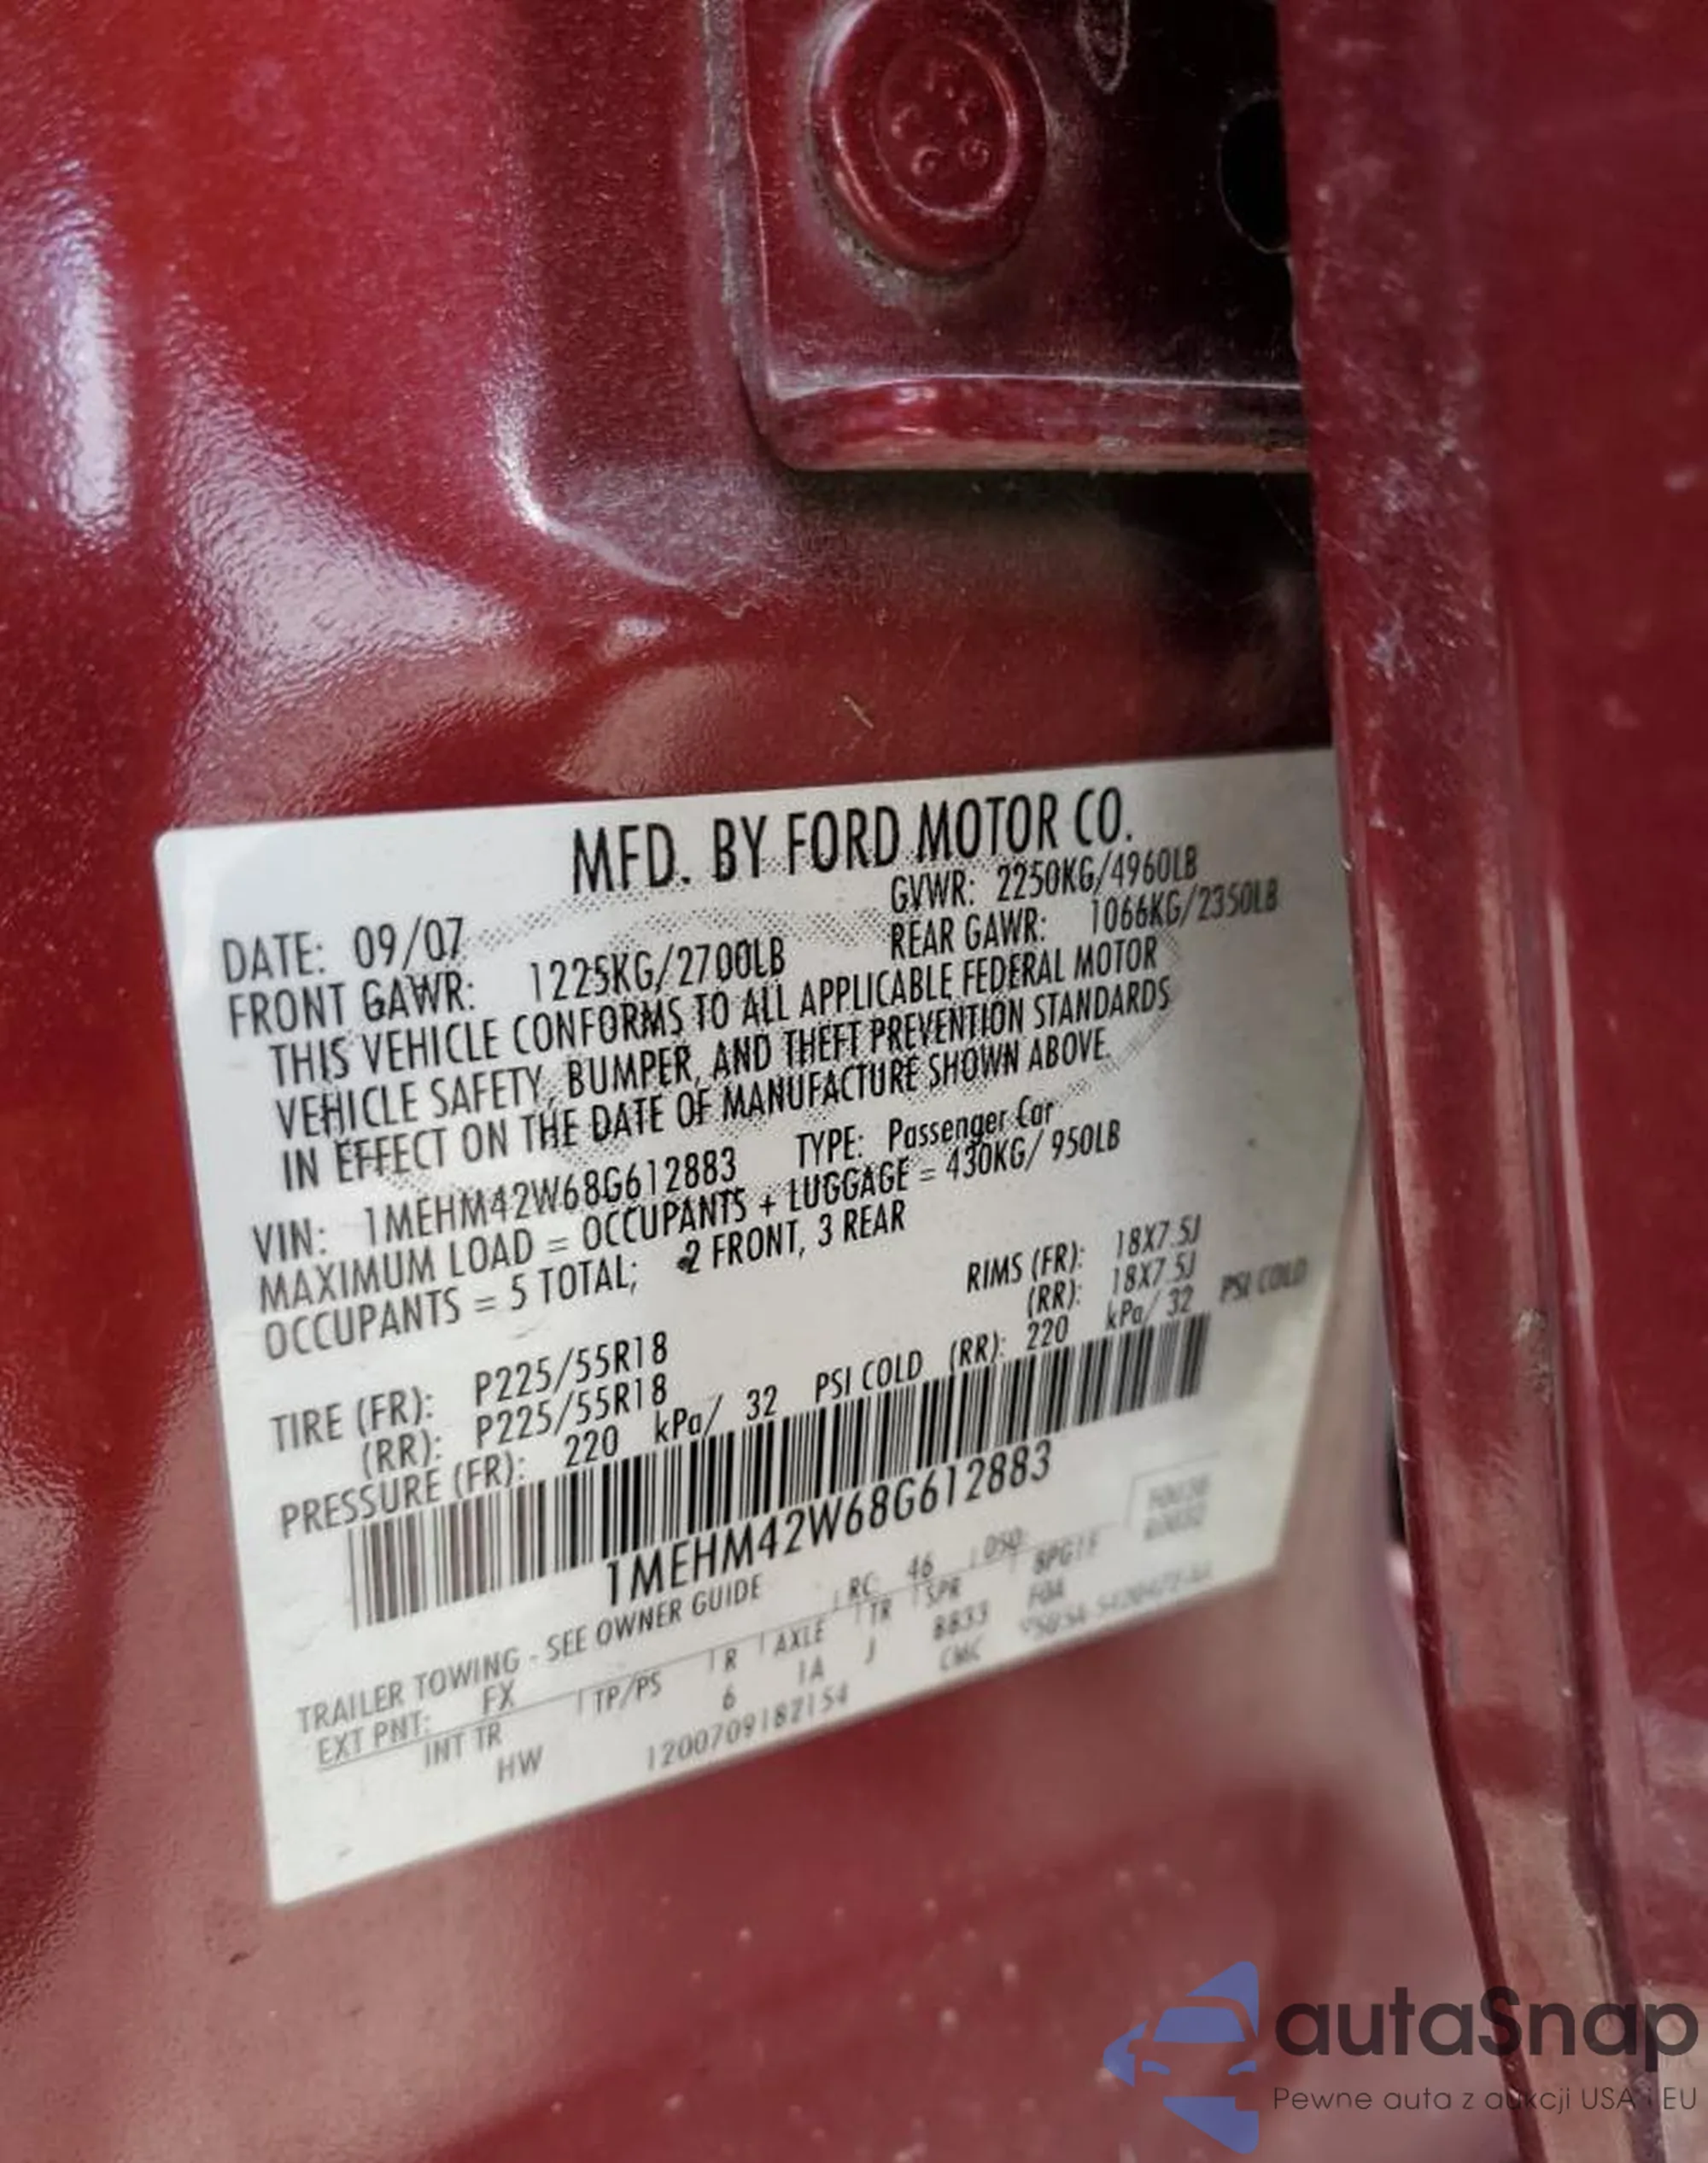 MFD. BY FORD MOTOR CO.
DATE: 09/07 GVWR: 2250KG/4960LB
FRONT GAWR: 1225KG/2700LB REAR GAWR: 1066KG/2350LB
THIS VEHICLE CONFORMS TO ALL APPLICABLE FEDERAL MOTOR
VEHICLE SAFETY, BUMPER, AND THEFT PREVENTION STANDARDS
IN EFFECT ON THE DATE OF MANUFACTURE SHOWN ABOVE.
VIN: 1MEHM42W68G612883 TYPE: Passenger Car
MAXIMUM LOAD = OCCUPANTS + LUGGAGE = 430KG/ 950LB
OCCUPANTS = 5 TOTAL; 2 FRONT, 3 REAR
TIRE (FR): P225/55R18 RIMS (FR): 18X7.5J
(RR): P225/55R18 (RR): 18X7.5J
PRESSURE (FR): 220 kPa/ 32 PSI COLD (RR): 220 kPa/ 32 PSI COLD
1MEHM42W68G612883
TRAILER TOWING - SEE OWNER GUIDE
EXT PNT: FX RC: 46 DSO:
INT TR TP/PS R AXLE TR SPR
HW 6 1A J 8833
1200709182154 CMC
autaSnap
Pewne auta z aukcji USA i EU